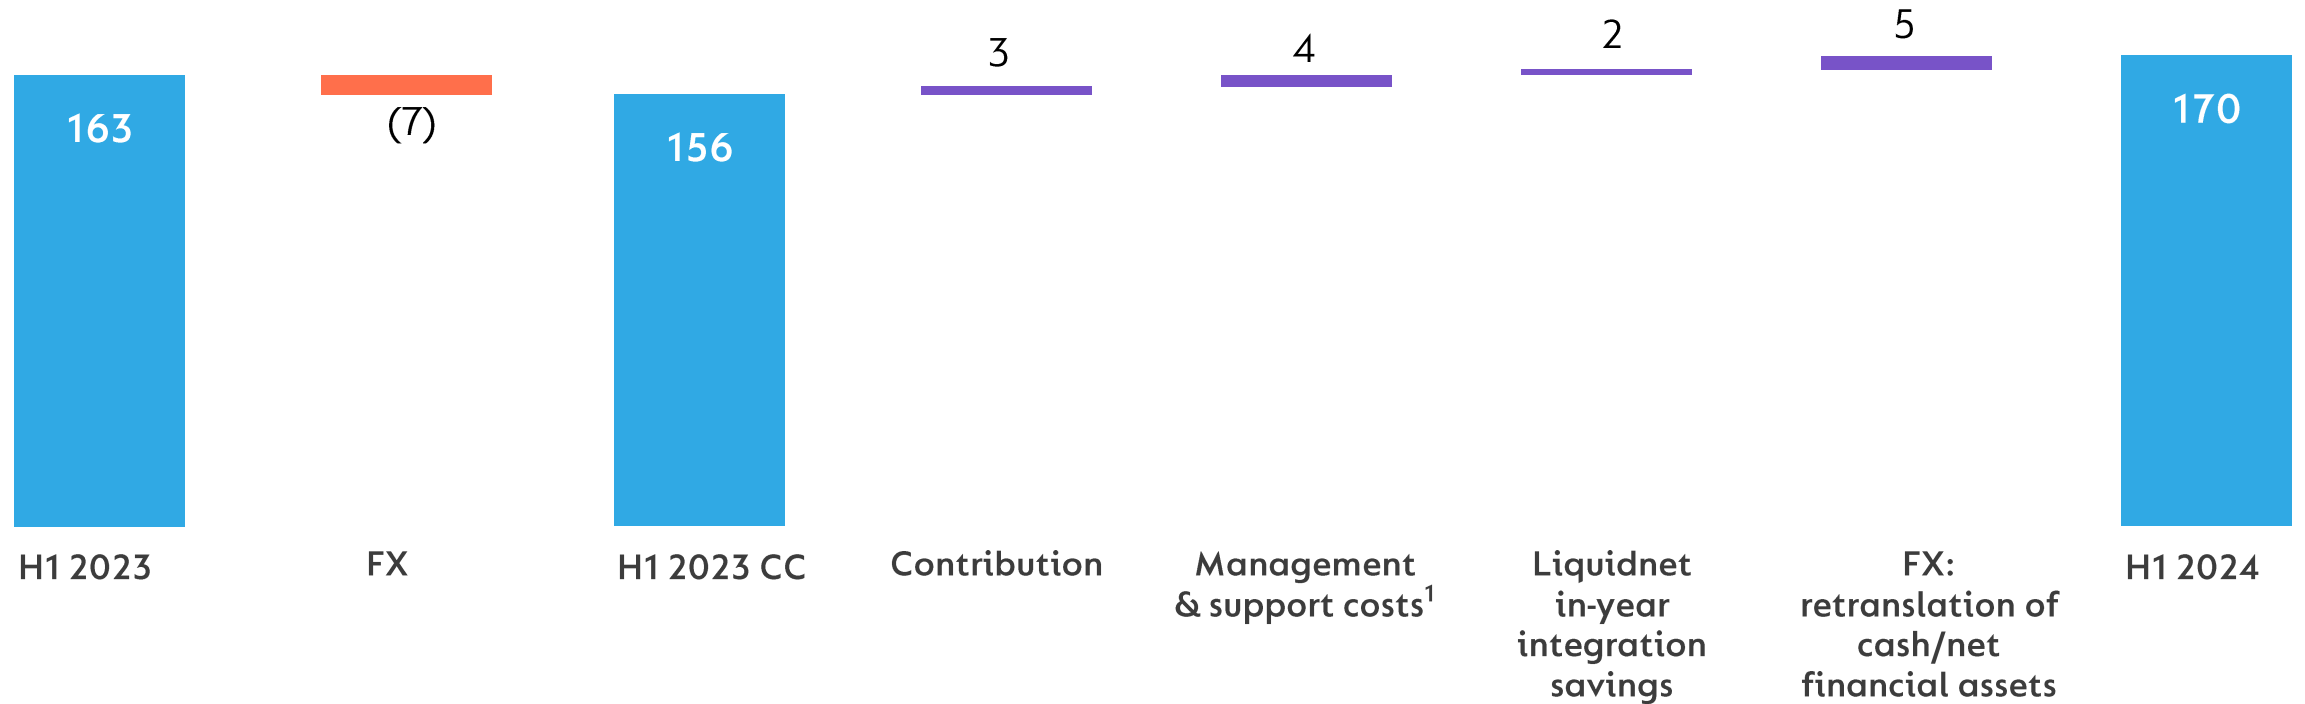 163
(7)
156
3
4
2
5
170
H1 2023
FX
H1 2023 CC
Contribution
Management
& support costs¹
Liquidnet
in-year
integration
savings
FX:
retranslation of
cash/net
financial assets
H1 2024